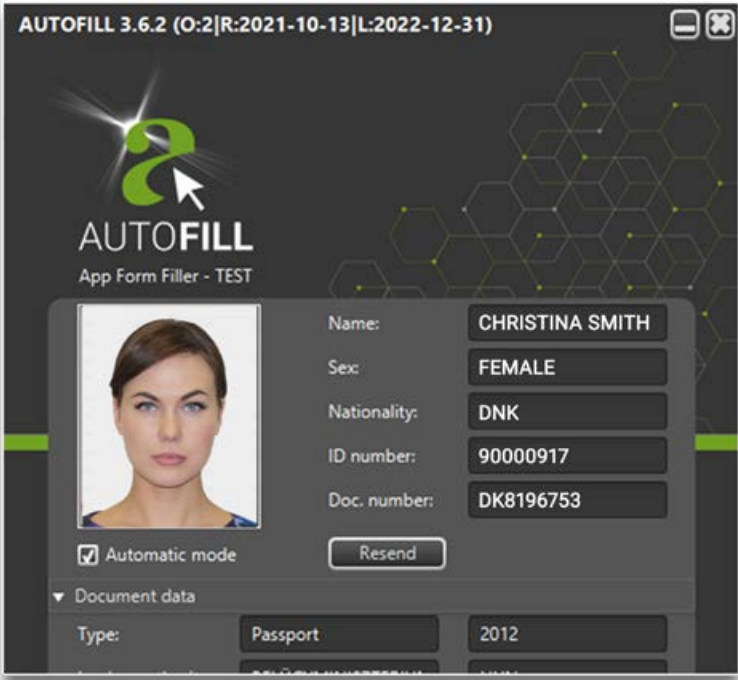 AUTOFILL 3.6.2 (O:2|R:2021-10-13|L:2022-12-31)
a
AUTOFILL
App Form Filler - TEST
Name: CHRISTINA SMITH
Sex: FEMALE
Nationality: DNK
ID number: 90000917
Doc. number: DK8196753
Automatic mode Resend
Document data
Type: Passport 2012